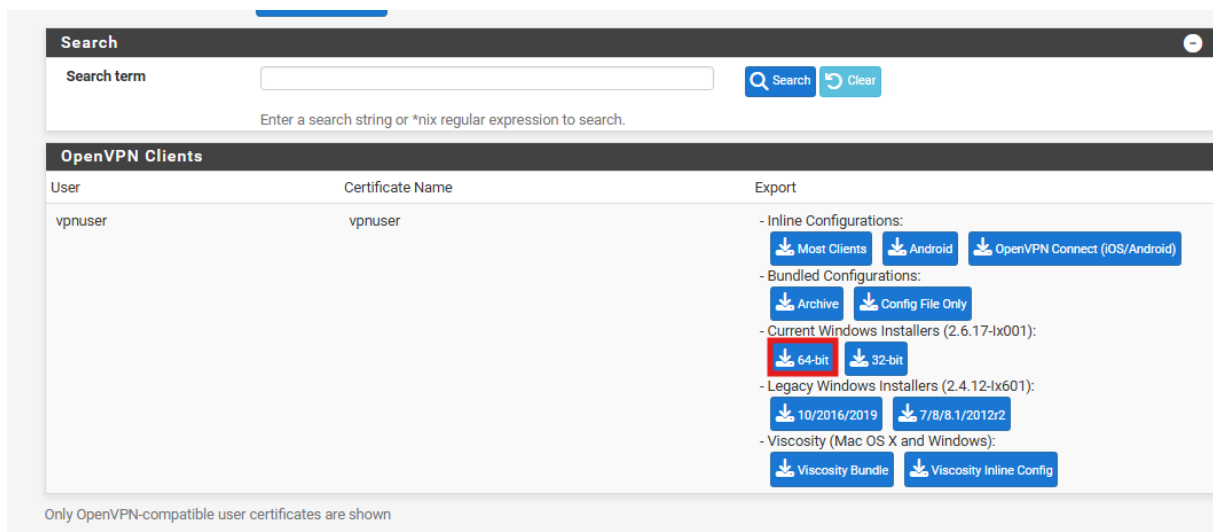 Search
Search term
Search Clear
Enter a search string or *nix regular expression to search.
OpenVPN Clients
User Certificate Name Export
vpnuser vpnuser
- Inline Configurations:
Most Clients Android OpenVPN Connect (iOS/Android)
- Bundled Configurations:
Archive Config File Only
- Current Windows Installers (2.6.17-Ix001):
64-bit 32-bit
- Legacy Windows Installers (2.4.12-Ix601):
10/2016/2019 7/8/8.1/2012r2
- Viscosity (Mac OS X and Windows):
Viscosity Bundle Viscosity Inline Config
Only OpenVPN-compatible user certificates are shown